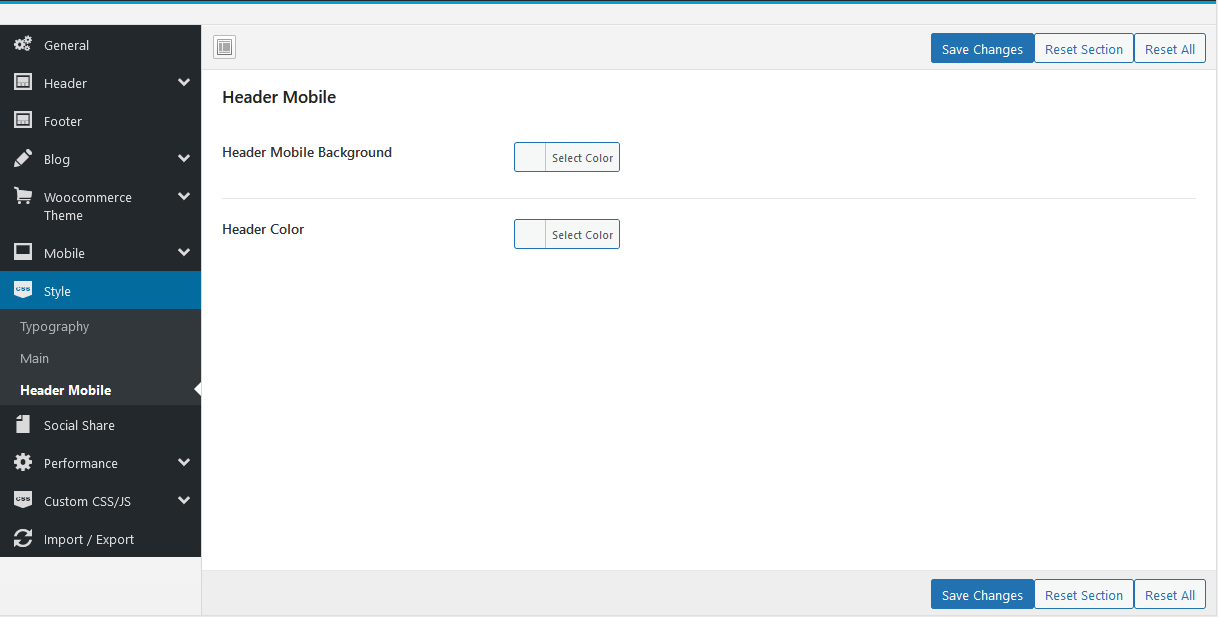 General
Header
Footer
Blog
Woocommerce
Theme
Mobile
css
Style
Typography
Main
Header Mobile
Social Share
Performance
css
Custom CSS/JS
Import / Export
Save Changes
Reset Section
Reset All
Header Mobile
Header Mobile Background
Select Color
Header Color
Select Color
Save Changes
Reset Section
Reset All